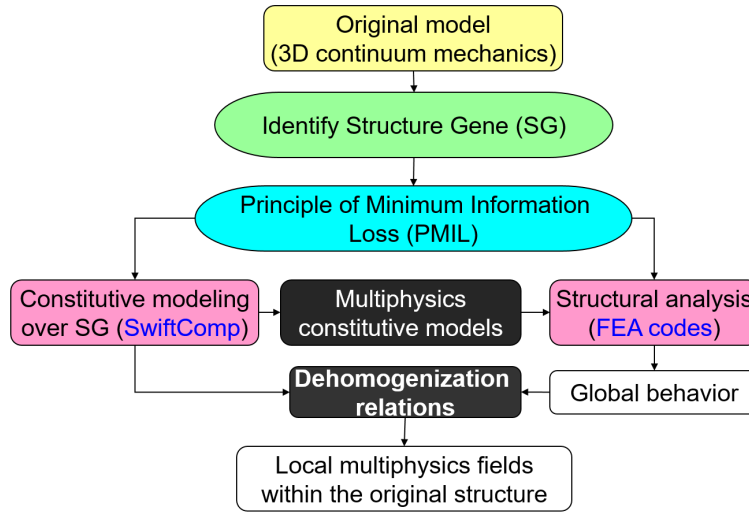 Original model
(3D continuum mechanics)
Identify Structure Gene (SG)
Principle of Minimum Information
Loss (PMIL)
Constitutive modeling
over SG (SwiftComp)
Multiphysics
constitutive models
Structural analysis
(FEA codes)
Dehomogenization
relations
Global behavior
Local multiphysics fields
within the original structure